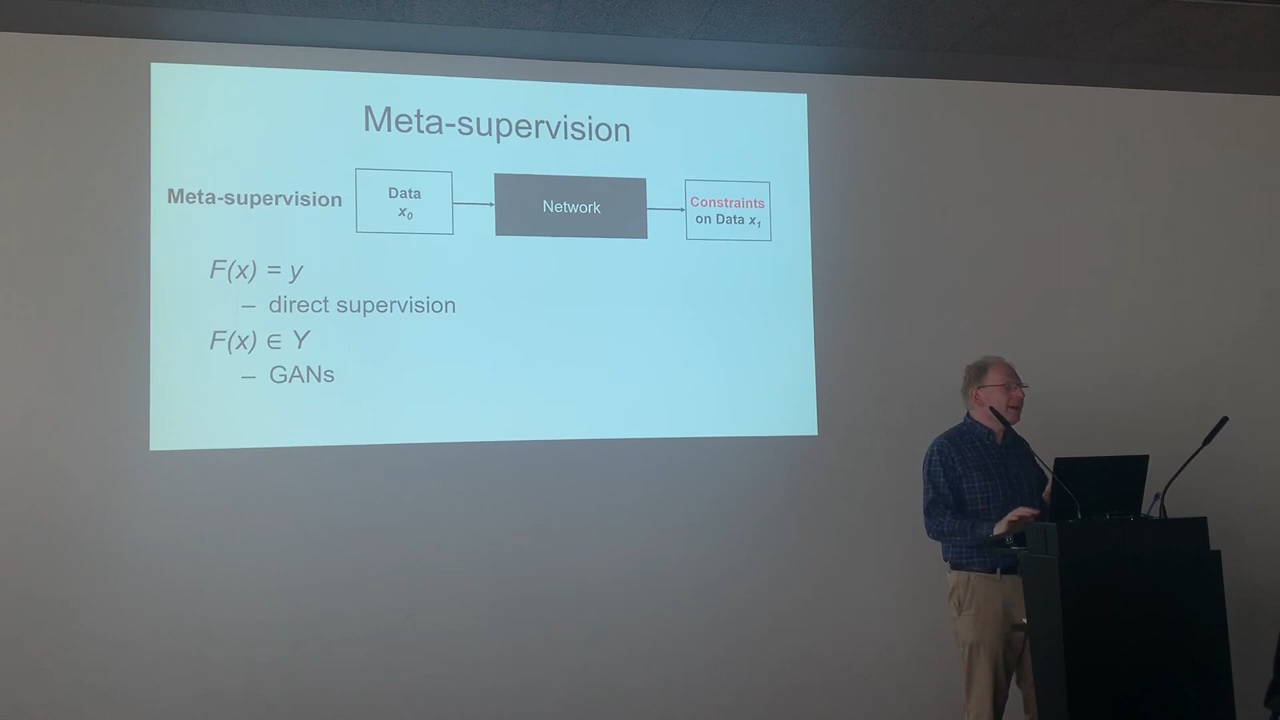 Meta-supervision
Meta-supervision
Data
x₀
Network
Constraints
on Data x₁
F(x) = y
– direct supervision
F(x) ∈ Y
– GANs